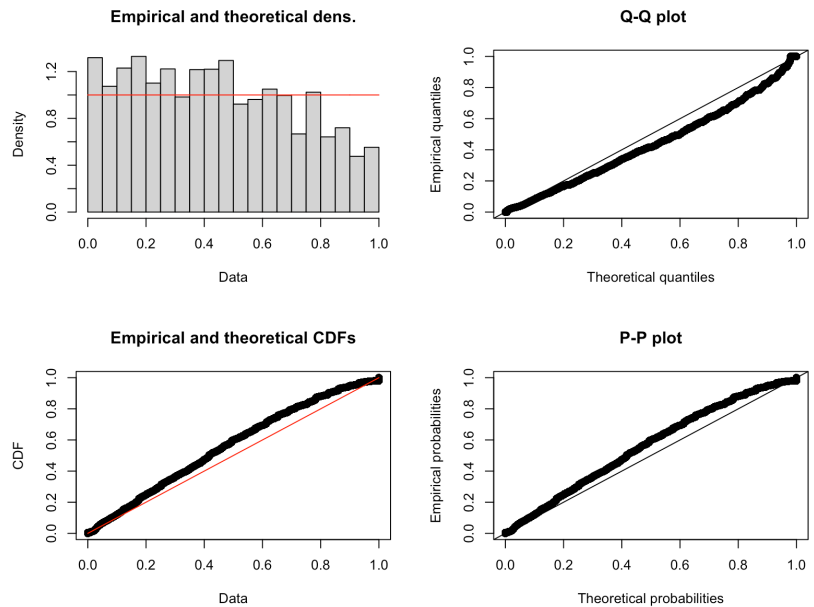 Empirical and theoretical dens.
Density
0.0 0.4 0.8 1.2
0.0 0.2 0.4 0.6 0.8 1.0
Data
Q-Q plot
Empirical quantiles
0.0 0.2 0.4 0.6 0.8 1.0
0.0 0.2 0.4 0.6 0.8 1.0
Theoretical quantiles
Empirical and theoretical CDFs
CDF
0.0 0.2 0.4 0.6 0.8 1.0
0.0 0.2 0.4 0.6 0.8 1.0
Data
P-P plot
Empirical probabilities
0.0 0.2 0.4 0.6 0.8 1.0
0.0 0.2 0.4 0.6 0.8 1.0
Theoretical probabilities